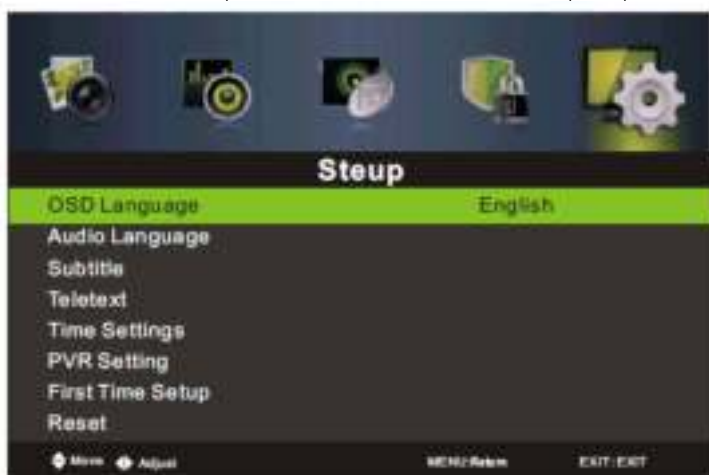 Steup
OSD Language English
Audio Language
Subtitle
Teletext
Time Settings
PVR Setting
First Time Setup
Reset
Move Adjust MENU:Return EXIT:EXIT